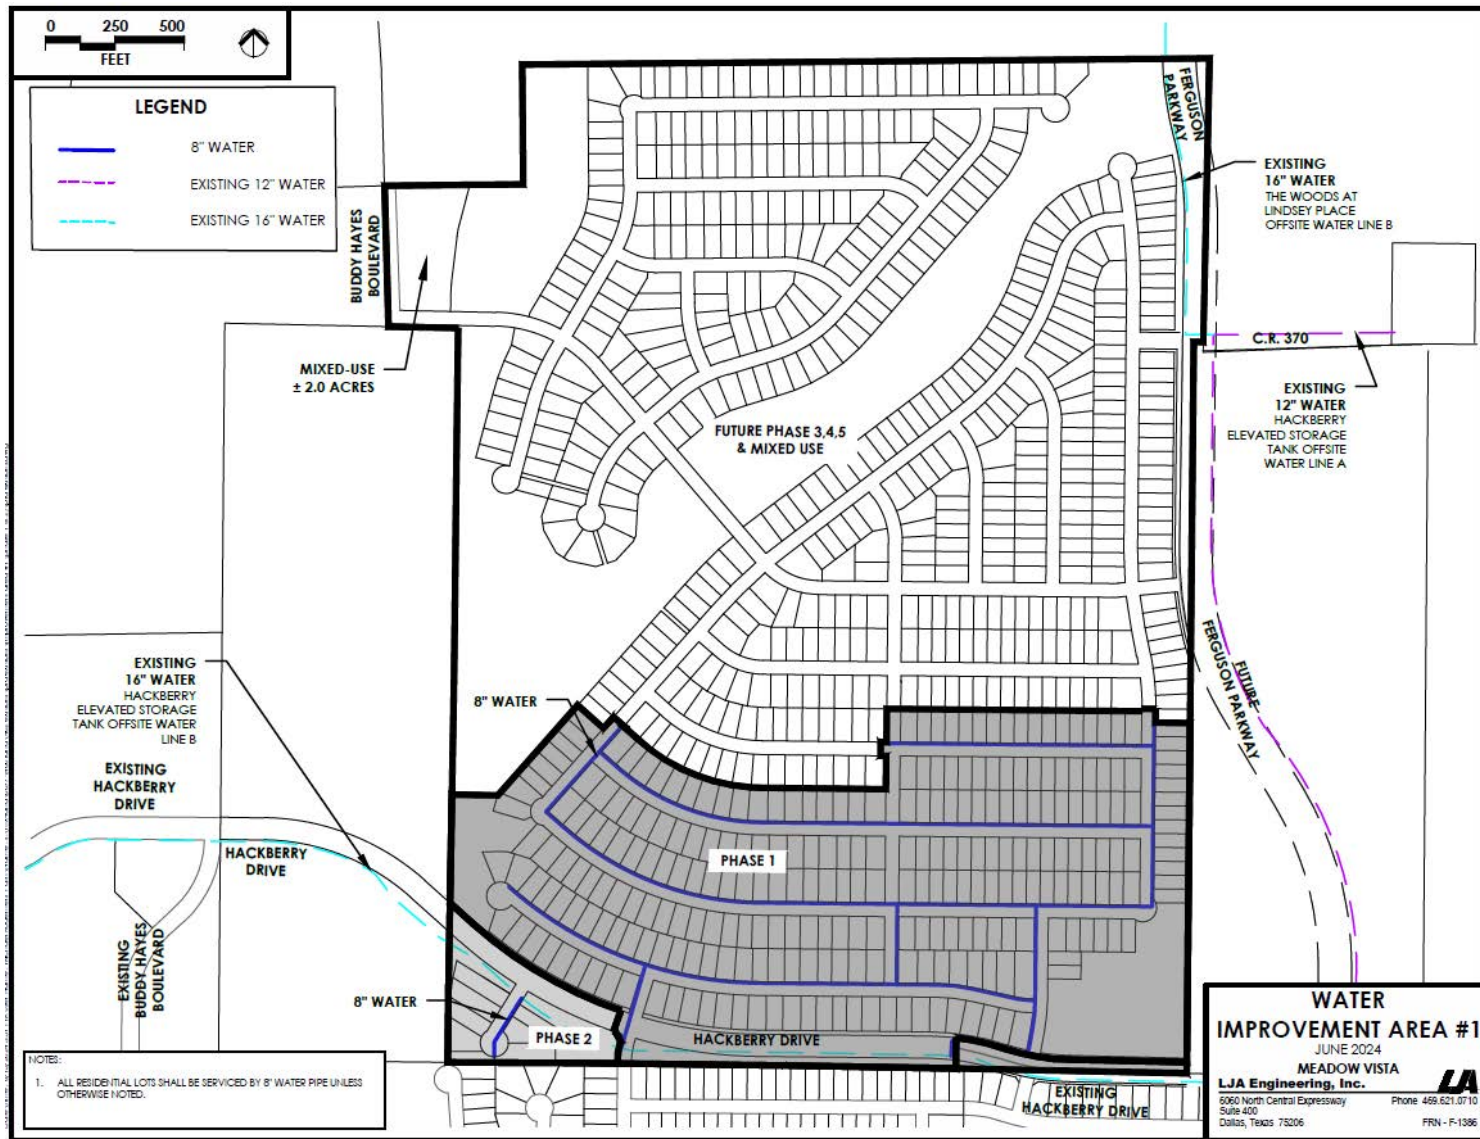 0 250 500
FEET
LEGEND
8" WATER
EXISTING 12" WATER
EXISTING 16" WATER
BUDDY HAYES
BOULEVARD
MIXED-USE
± 2.0 ACRES
FERGUSON
PARKWAY
EXISTING
16" WATER
THE WOODS AT
LINDSEY PLACE
OFFSITE WATER LINE B
C.R. 370
EXISTING
12" WATER
HACKBERRY
ELEVATED STORAGE
TANK OFFSITE
WATER LINE A
FUTURE PHASE 3,4,5
& MIXED USE
FUTURE
FERGUSON PARKWAY
EXISTING
16" WATER
HACKBERRY
ELEVATED STORAGE
TANK OFFSITE WATER
LINE B
8" WATER
EXISTING
HACKBERRY
DRIVE
HACKBERRY
DRIVE
PHASE 1
EXISTING
BUDDY HAYES
BOULEVARD
8" WATER
PHASE 2
HACKBERRY DRIVE
EXISTING
HACKBERRY DRIVE
NOTES:
1. ALL RESIDENTIAL LOTS SHALL BE SERVICED BY 8" WATER PIPE UNLESS
OTHERWISE NOTED.
WATER
IMPROVEMENT AREA #1
JUNE 2024
MEADOW VISTA
LJA Engineering, Inc.
6060 North Central Expressway Phone 469.621.0710
Suite 400
Dallas, Texas 75206 FRN - F-1386